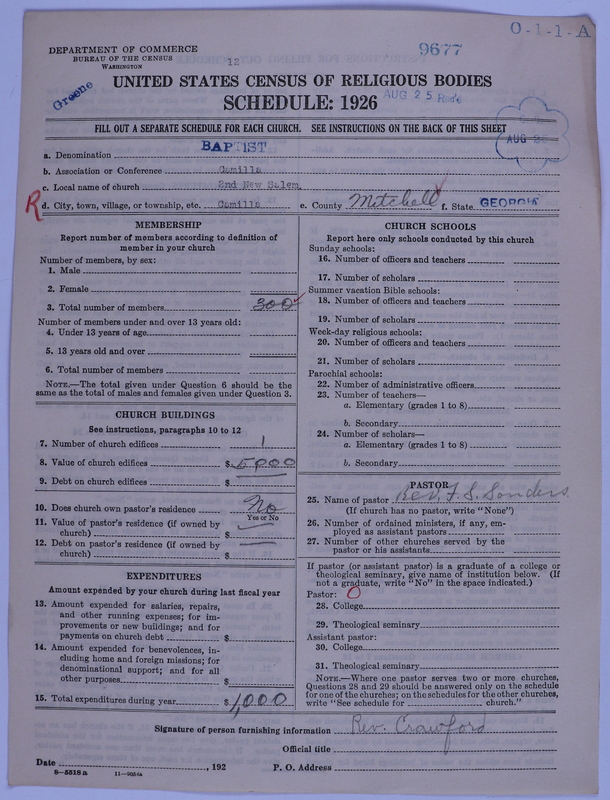 O-1-1-A
DEPARTMENT OF COMMERCE
BUREAU OF THE CENSUS
WASHINGTON
9677
12
Greene
UNITED STATES CENSUS OF RELIGIOUS BODIES
SCHEDULE: 1926
AUG 25 Rec'd
FILL OUT A SEPARATE SCHEDULE FOR EACH CHURCH. SEE INSTRUCTIONS ON THE BACK OF THIS SHEET
AUG
a. Denomination BAPTIST
b. Association or Conference Camilla
c. Local name of church 2nd New Salem
R d. City, town, village, or township, etc. Camilla e. County Mitchell f. State GEORGIA
MEMBERSHIP
Report number of members according to definition of
member in your church
Number of members, by sex:
1. Male
2. Female
3. Total number of members 300
Number of members under and over 13 years old:
4. Under 13 years of age
5. 13 years old and over
6. Total number of members
NOTE.—The total given under Question 6 should be
same as the total of males and females given under Question 3.
CHURCH BUILDINGS
See instructions, paragraphs 10 to 12
7. Number of church edifices 1
8. Value of church edifices $ 5000
9. Debt on church edifices $
10. Does church own pastor's residence No
Yes or No
11. Value of pastor's residence (if owned by
church) $
12. Debt on pastor's residence (if owned by
church) $
EXPENDITURES
Amount expended by your church during last fiscal year
13. Amount expended for salaries, repairs,
and other running expenses; for im-
provements or new buildings; and for
payments on church debt $
14. Amount expended for benevolences, in-
cluding home and foreign missions; for
denominational support; and for all
other purposes $
15. Total expenditures during year $ 1,000
CHURCH SCHOOLS
Report here only schools conducted by this church
Sunday schools:
16. Number of officers and teachers
17. Number of scholars
Summer vacation Bible schools:
18. Number of officers and teachers
19. Number of scholars
Week-day religious schools:
20. Number of officers and teachers
21. Number of scholars
Parochial schools:
22. Number of administrative officers
23. Number of teachers—
a. Elementary (grades 1 to 8)
b. Secondary
24. Number of scholars—
a. Elementary (grades 1 to 8)
b. Secondary
PASTOR
25. Name of pastor Rev. F. S. Sanders
(If church has no pastor, write "None")
26. Number of ordained ministers, if any, em-
ployed as assistant pastors
27. Number of other churches served by the
pastor or his assistants
If pastor (or assistant pastor) is a graduate of a college or
theological seminary, give name of institution below. (If
not a graduate, write "No" in the space indicated.)
Pastor: O
28. College
29. Theological seminary
Assistant pastor:
30. College
31. Theological seminary
NOTE.—Where one pastor serves two or more churches,
Questions 28 and 29 should be answered only on the schedule
for one of the churches; on the schedules for the other churches,
write "See schedule for church."
Signature of person furnishing information Rev. Crawford
Official title
Date , 192 P. O. Address
8—5518 a 11—9054a